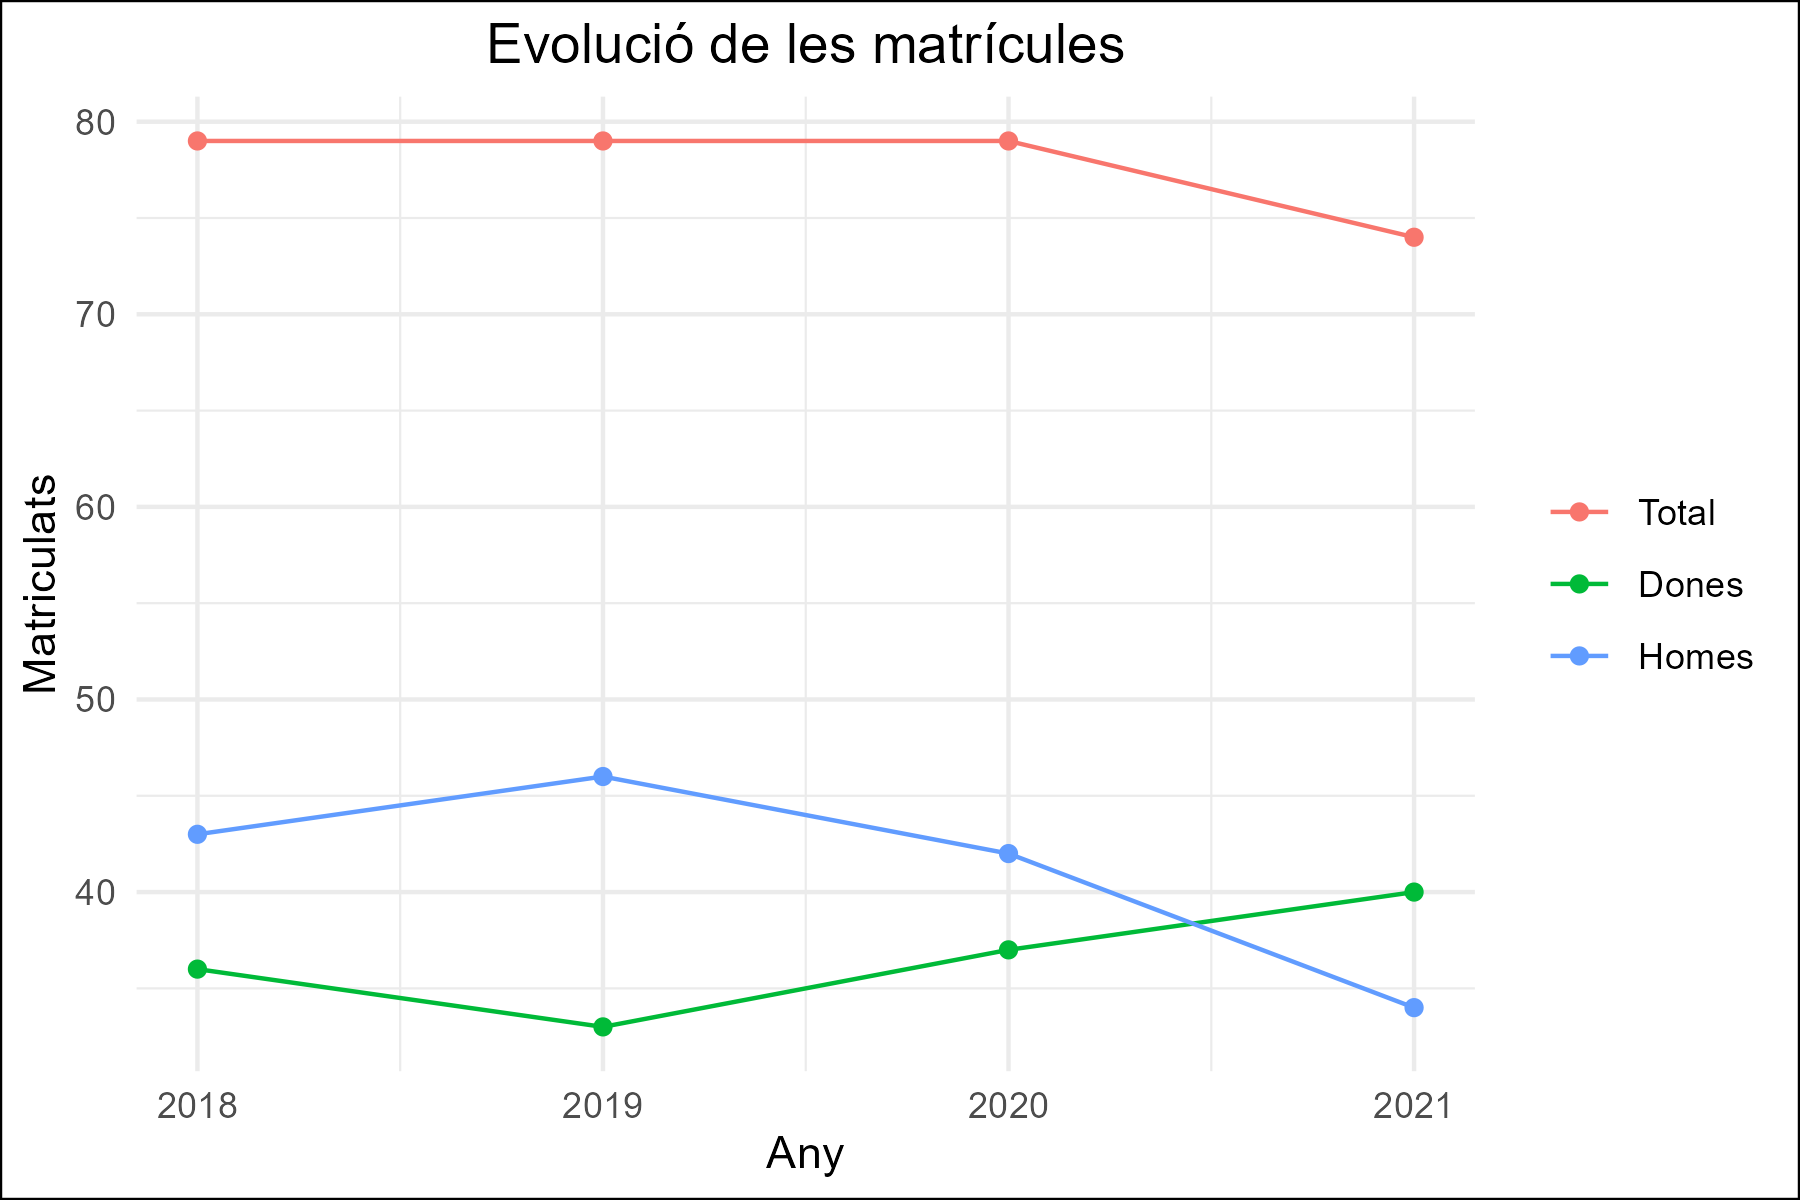 Evolució de les matrícules
80
70
60
50
40
Matriculats
2018 2019 2020 2021
Any
Total
Dones
Homes